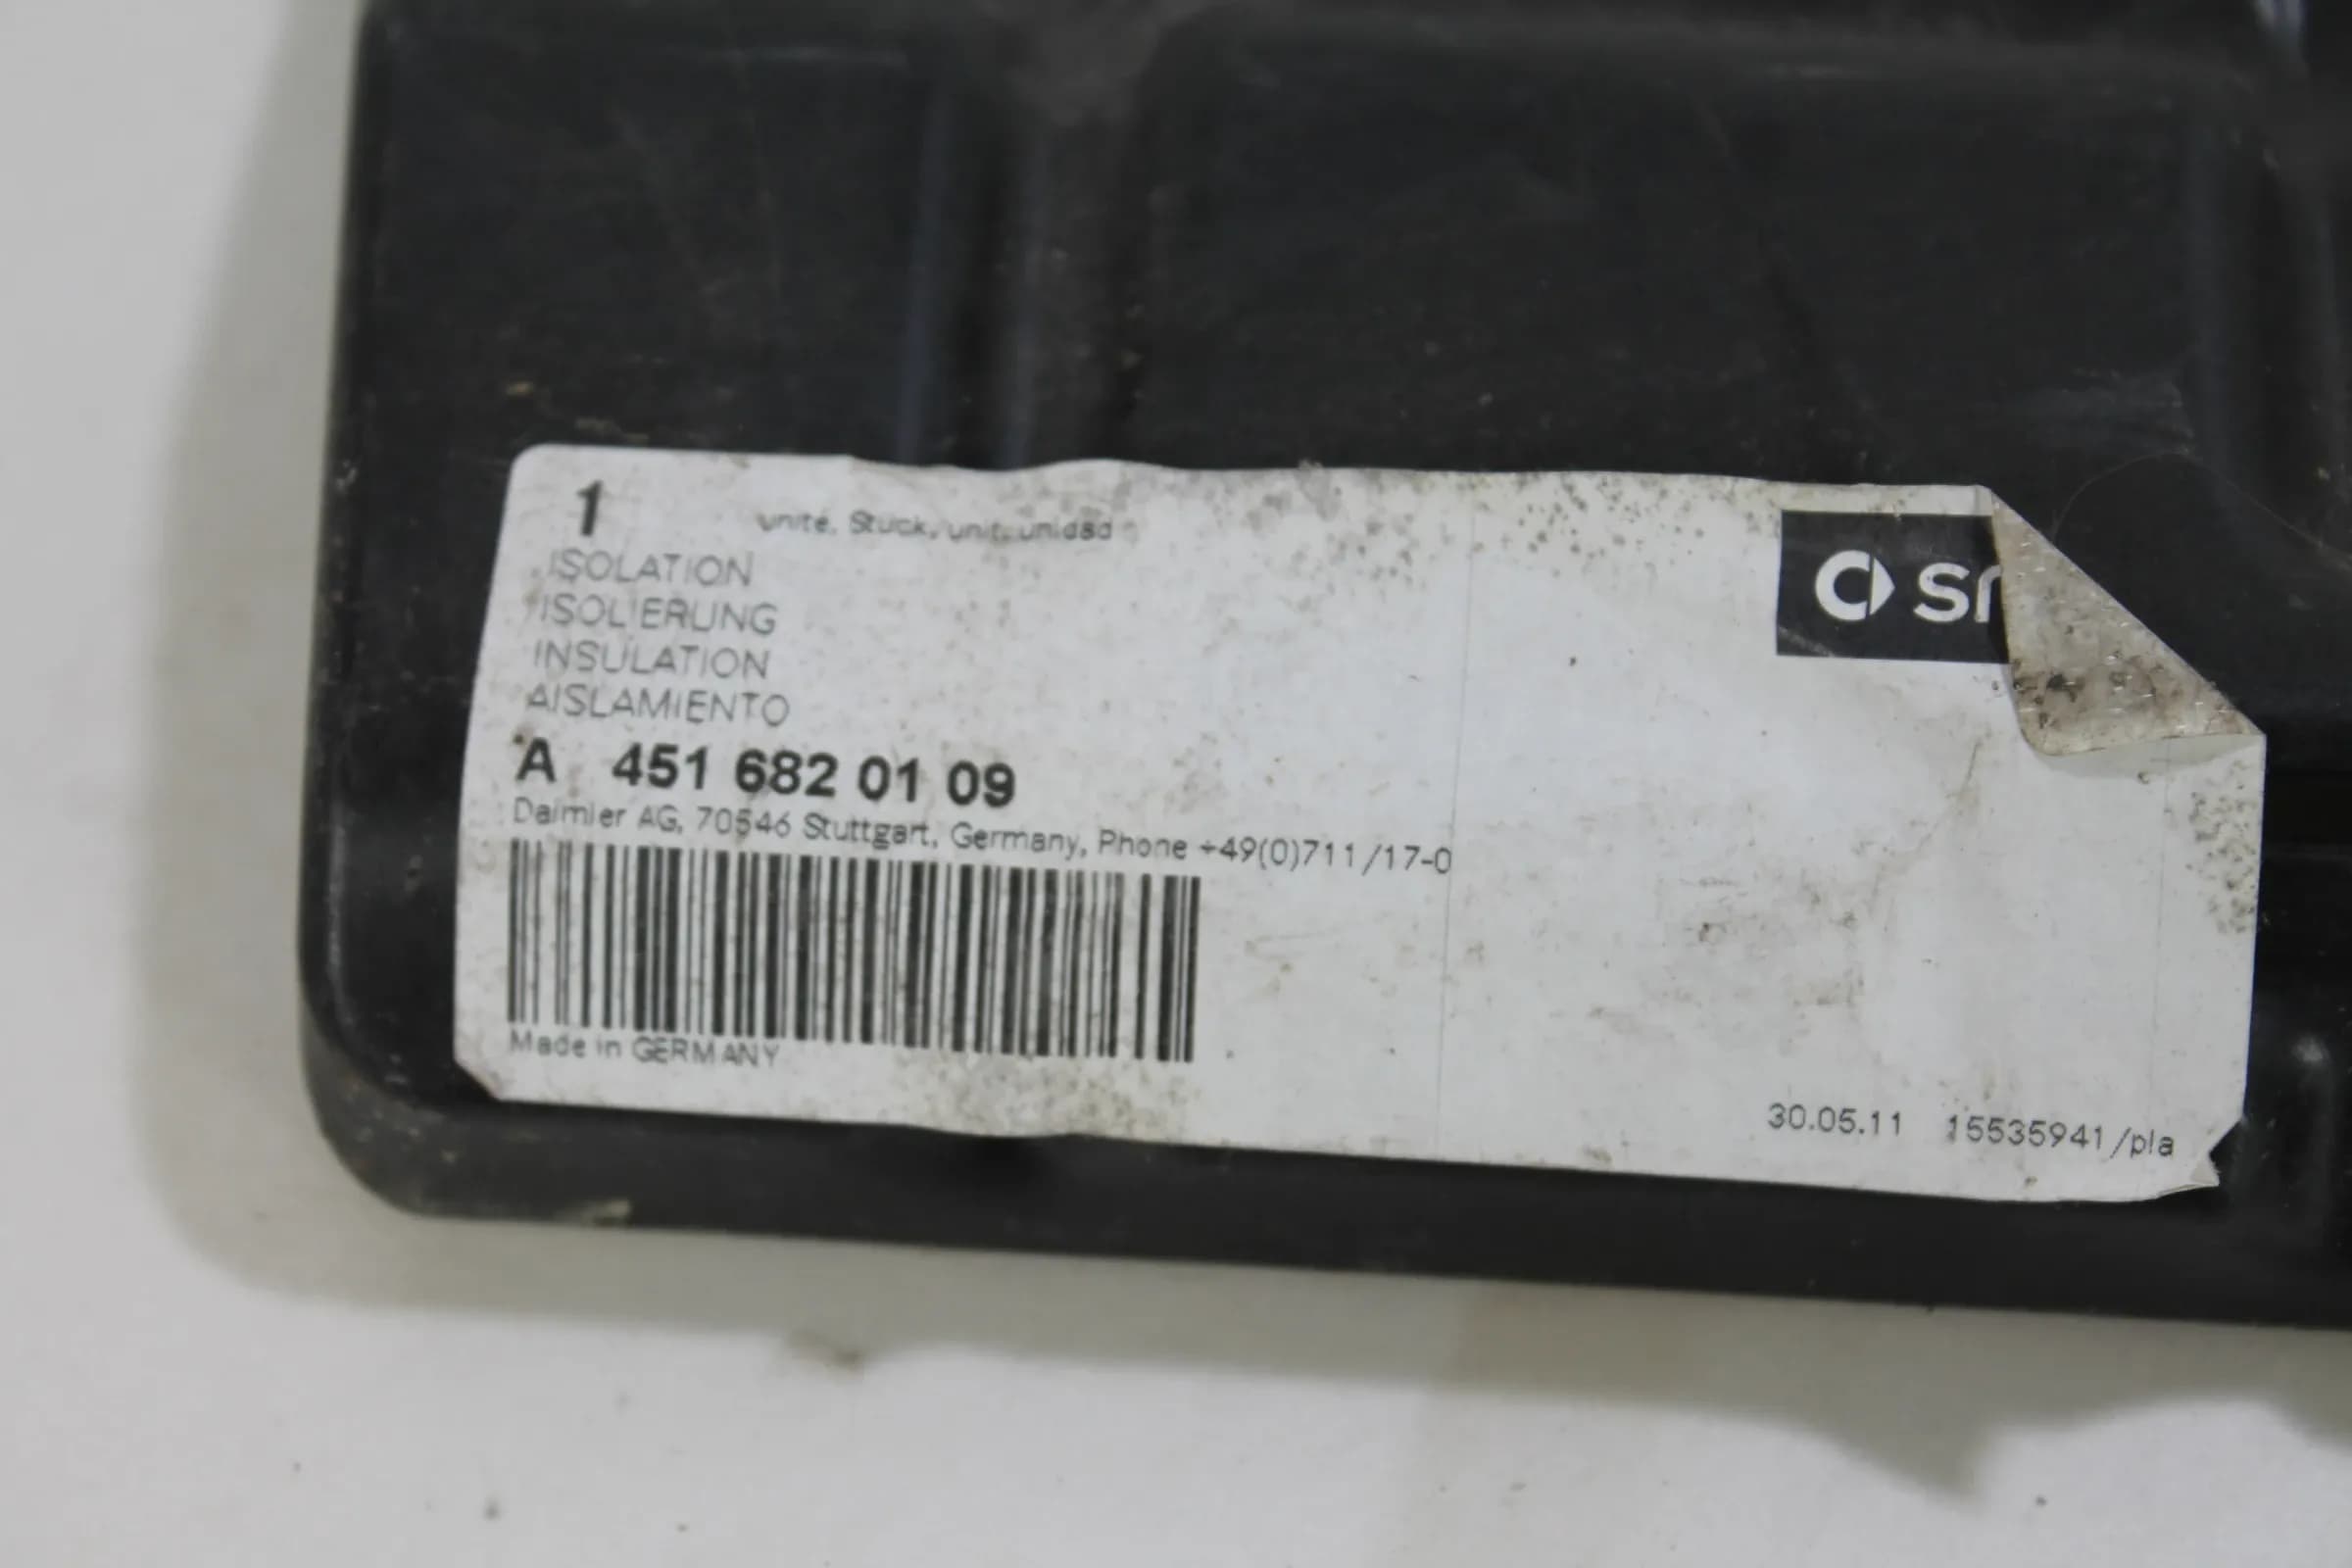 1 unité, Stück, unit, unidad
smart
ISOLATION
ISOLIERUNG
INSULATION
AISLAMIENTO
A 451 682 01 09
Daimler AG, 70546 Stuttgart, Germany, Phone +49(0)711/17-0
Made in GERMANY
30.05.11 15535941/pla